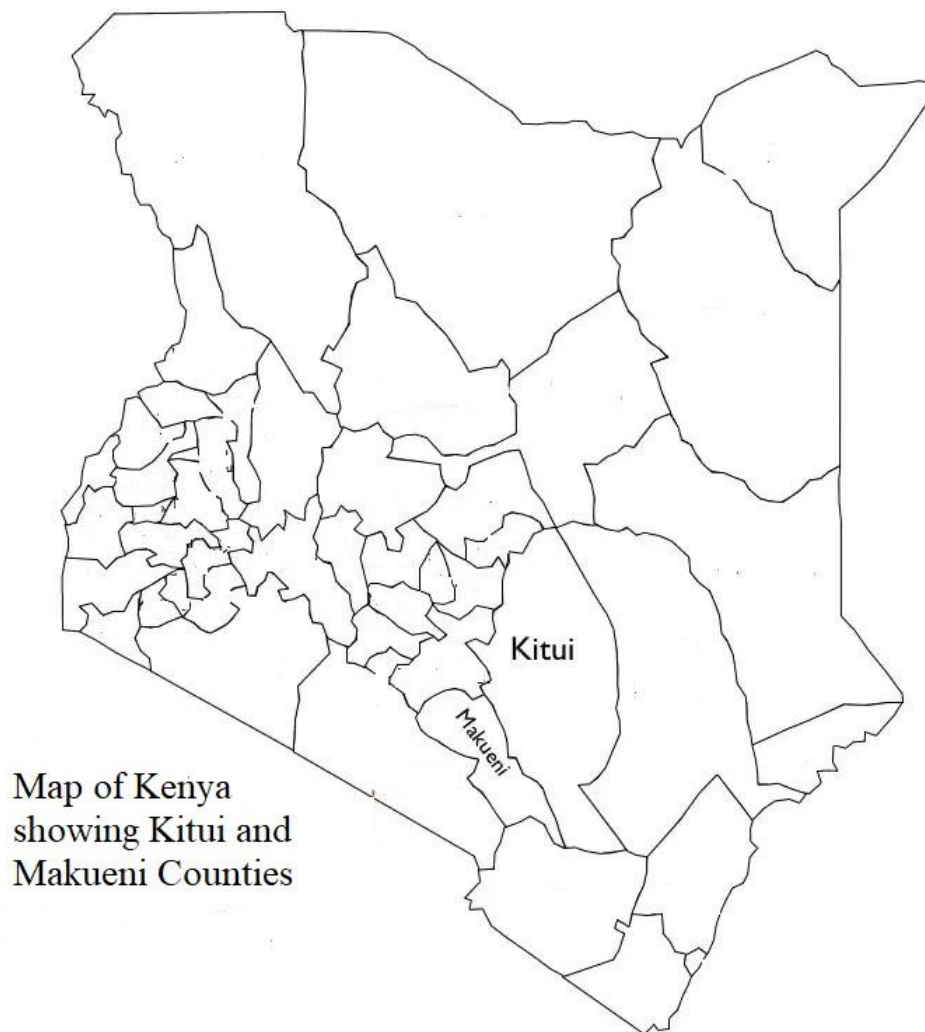 Kitui
Makueni
Map of Kenya
showing Kitui and
Makueni Counties